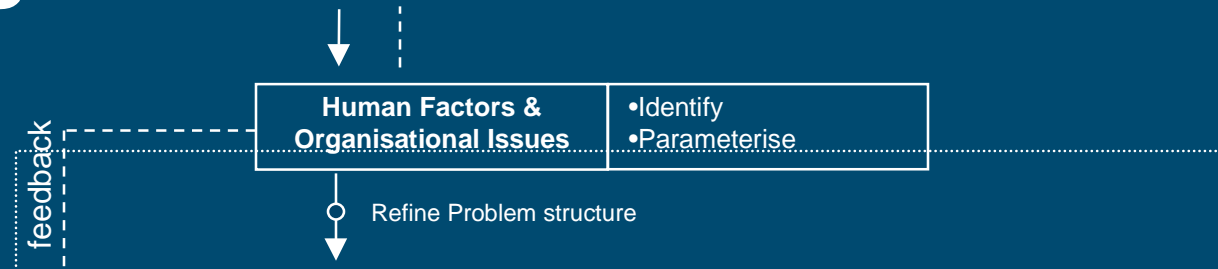 Human Factors &
Organisational Issues
•Identify
•Parameterise
feedback
Refine Problem structure